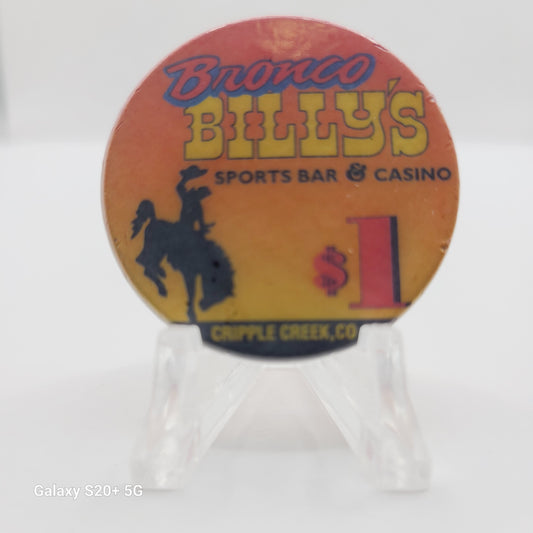 Bronco
BILLY'S
SPORTS BAR & CASINO
$1
CRIPPLE CREEK, CO
Galaxy S20+ 5G